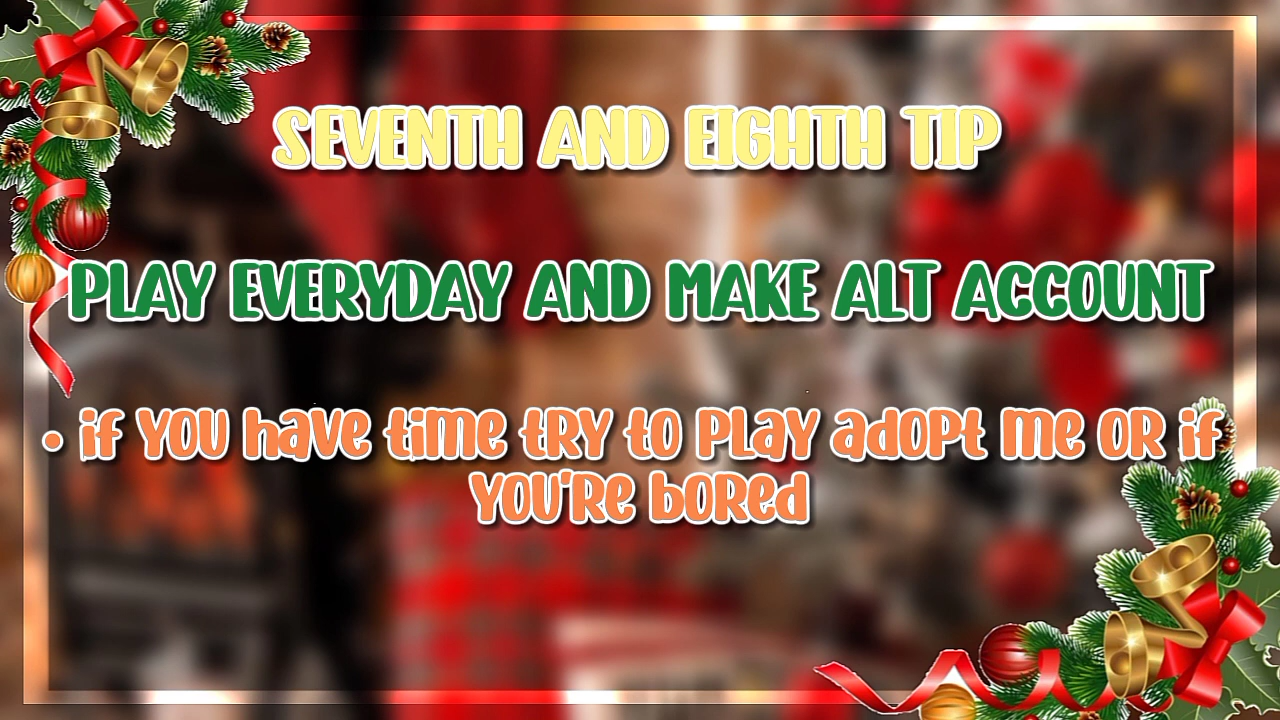 SEVENTH AND EIGHTH TIP
PLAY EVERYDAY AND MAKE ALT ACCOUNT
• if you have time try to play adopt me or if
you're bored